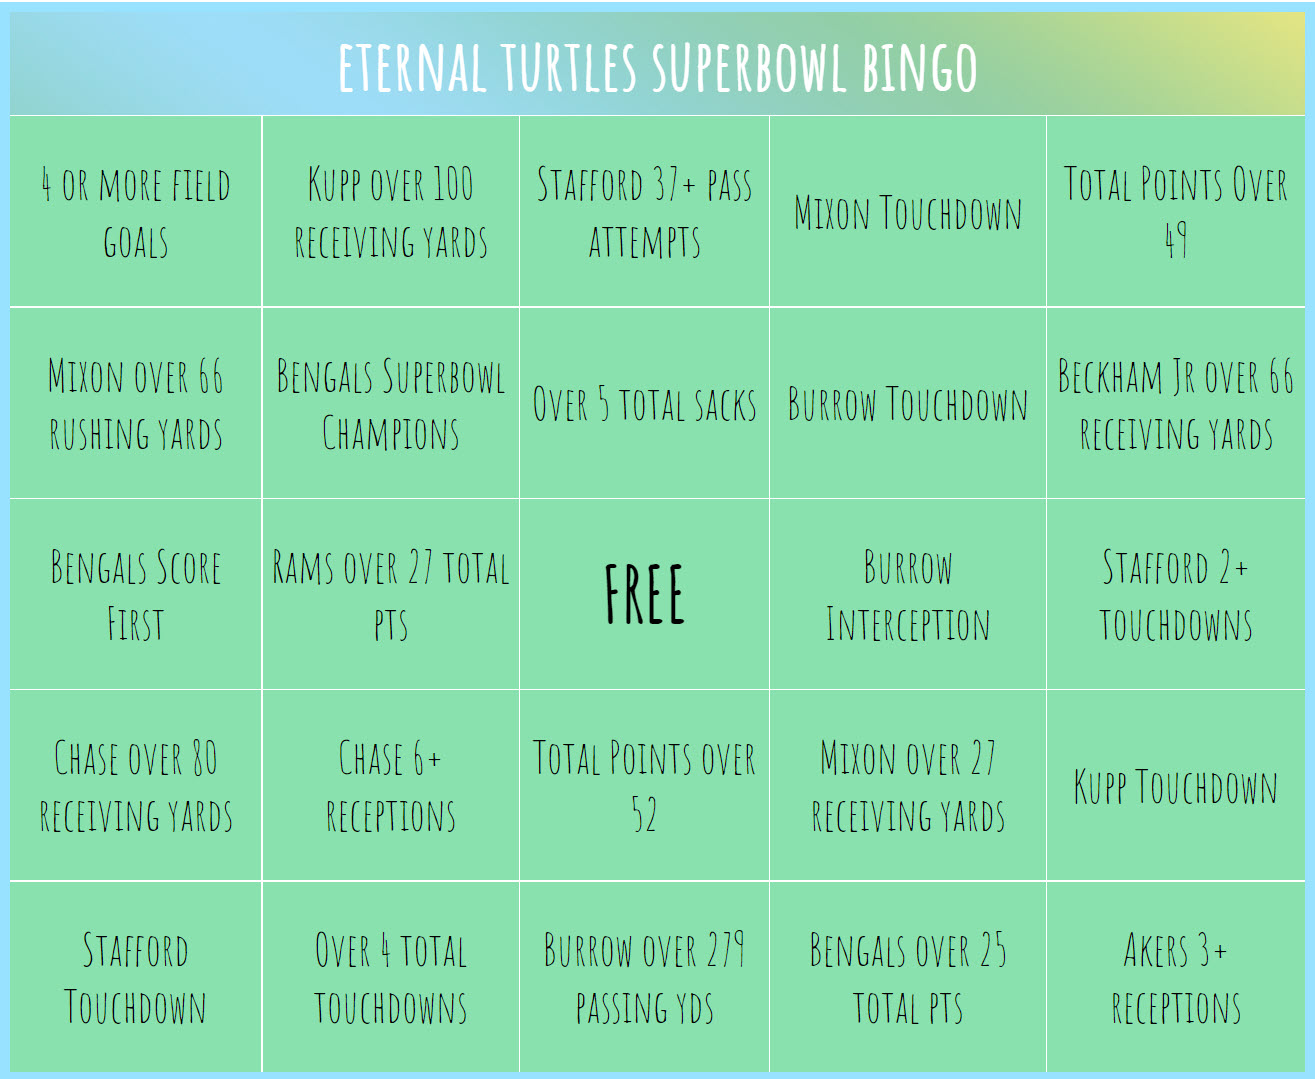 ETERNAL TURTLES SUPERBOWL BINGO
4 OR MORE FIELD
GOALS
KUPP OVER 100
RECEIVING YARDS
STAFFORD 37+ PASS
ATTEMPTS
MIXON TOUCHDOWN
TOTAL POINTS OVER
49
MIXON OVER 66
RUSHING YARDS
BENGALS SUPERBOWL
CHAMPIONS
OVER 5 TOTAL SACKS
BURROW TOUCHDOWN
BECKHAM JR OVER 66
RECEIVING YARDS
BENGALS SCORE
FIRST
RAMS OVER 27 TOTAL
PTS
FREE
BURROW
INTERCEPTION
STAFFORD 2+
TOUCHDOWNS
CHASE OVER 80
RECEIVING YARDS
CHASE 6+
RECEPTIONS
TOTAL POINTS OVER
52
MIXON OVER 27
RECEIVING YARDS
KUPP TOUCHDOWN
STAFFORD
TOUCHDOWN
OVER 4 TOTAL
TOUCHDOWNS
BURROW OVER 279
PASSING YDS
BENGALS OVER 25
TOTAL PTS
AKERS 3+
RECEPTIONS